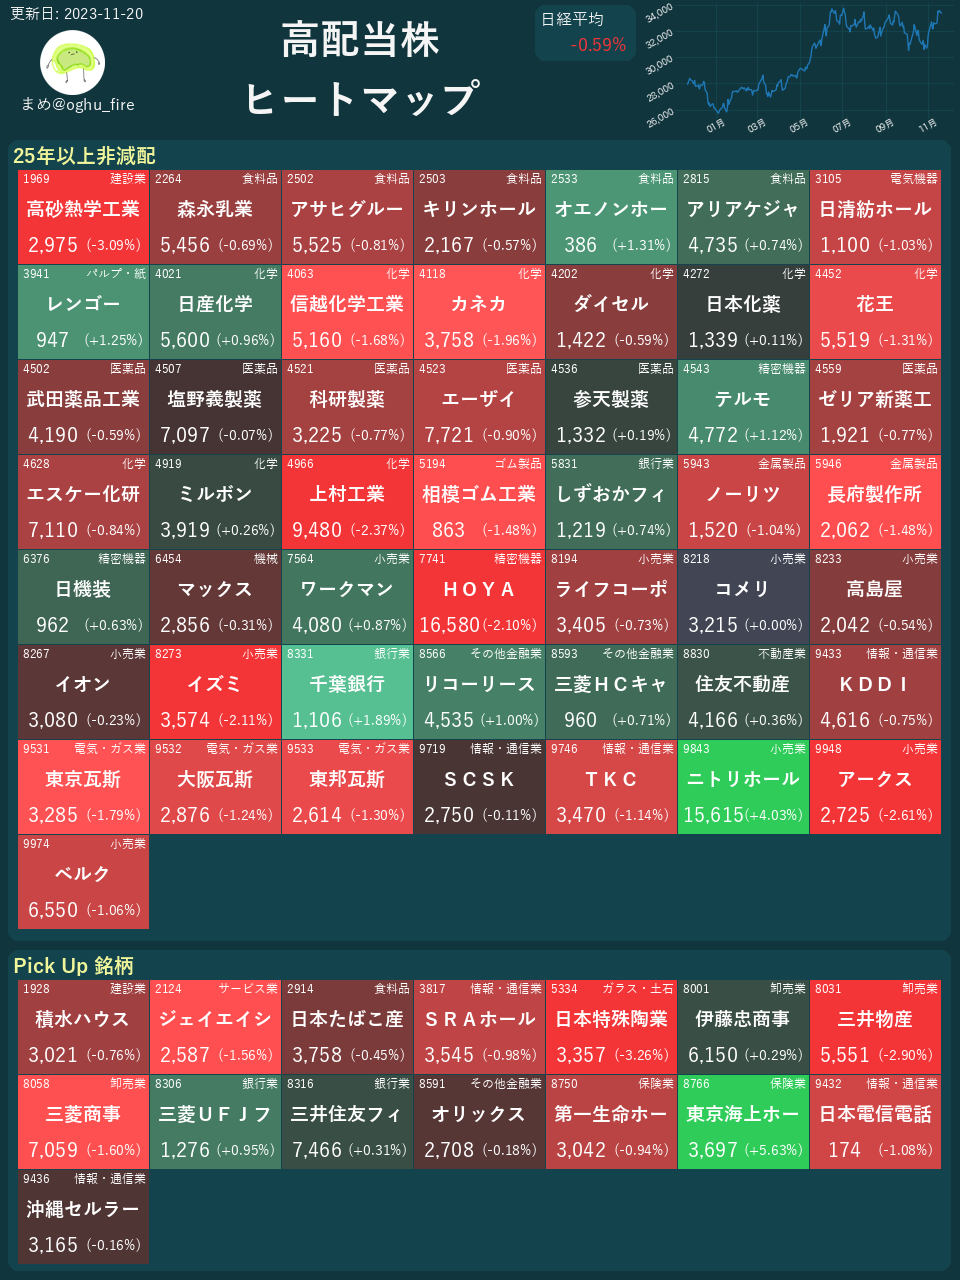 更新日: 2023-11-20
まめ@oghu_fire
高配当株
ヒートマップ
日経平均
-0.59%
34,000
32,000
30,000
28,000
26,000
01月 03月 05月 07月 09月 11月
25年以上非減配
1969 建設業 2264 食料品 2502 食料品 2503 食料品 2533 食料品 2815 食料品 3105 電気機器
高砂熱学工業 森永乳業 アサヒグルー キリンホール オエノンホー アリアケジャ 日清紡ホール
2,975 (-3.09%) 5,456 (-0.69%) 5,525 (-0.81%) 2,167 (-0.57%) 386 (+1.31%) 4,735 (+0.74%) 1,100 (-1.03%)
3941 パルプ・紙 4021 化学 4063 化学 4118 化学 4202 化学 4272 化学 4452 化学
レンゴー 日産化学 信越化学工業 カネカ ダイセル 日本化薬 花王
947 (+1.25%) 5,600 (+0.96%) 5,160 (-1.68%) 3,758 (-1.96%) 1,422 (-0.59%) 1,339 (+0.11%) 5,519 (-1.31%)
4502 医薬品 4507 医薬品 4521 医薬品 4523 医薬品 4536 医薬品 4543 精密機器 4559 医薬品
武田薬品工業 塩野義製薬 科研製薬 エーザイ 参天製薬 テルモ ゼリア新薬工
4,190 (-0.59%) 7,097 (-0.07%) 3,225 (-0.77%) 7,721 (-0.90%) 1,332 (+0.19%) 4,772 (+1.12%) 1,921 (-0.77%)
4628 化学 4919 化学 4966 化学 5194 ゴム製品 5831 銀行業 5943 金属製品 5946 金属製品
エスケー化研 ミルボン 上村工業 相模ゴム工業 しずおかフィ ノーリツ 長府製作所
7,110 (-0.84%) 3,919 (+0.26%) 9,480 (-2.37%) 863 (-1.48%) 1,219 (+0.74%) 1,520 (-1.04%) 2,062 (-1.48%)
6376 精密機器 6454 機械 7564 小売業 7741 精密機器 8194 小売業 8218 小売業 8233 小売業
日機装 マックス ワークマン ＨＯＹＡ ライフコーポ コメリ 高島屋
962 (+0.63%) 2,856 (-0.31%) 4,080 (+0.87%) 16,580(-2.10%) 3,405 (-0.73%) 3,215 (+0.00%) 2,042 (-0.54%)
8267 小売業 8273 小売業 8331 銀行業 8566 その他金融業 8593 その他金融業 8830 不動産業 9433 情報・通信業
イオン イズミ 千葉銀行 リコーリース 三菱ＨＣキャ 住友不動産 ＫＤＤＩ
3,080 (-0.23%) 3,574 (-2.11%) 1,106 (+1.89%) 4,535 (+1.00%) 960 (+0.71%) 4,166 (+0.36%) 4,616 (-0.75%)
9531 電気・ガス業 9532 電気・ガス業 9533 電気・ガス業 9719 情報・通信業 9746 情報・通信業 9843 小売業 9948 小売業
東京瓦斯 大阪瓦斯 東邦瓦斯 ＳＣＳＫ ＴＫＣ ニトリホール アークス
3,285 (-1.79%) 2,876 (-1.24%) 2,614 (-1.30%) 2,750 (-0.11%) 3,470 (-1.14%) 15,615(+4.03%) 2,725 (-2.61%)
9974 小売業
ベルク
6,550 (-1.06%)
Pick Up 銘柄
1928 建設業 2124 サービス業 2914 食料品 3817 情報・通信業 5334 ガラス・土石 8001 卸売業 8031 卸売業
積水ハウス ジェイエイシ 日本たばこ産 ＳＲＡホール 日本特殊陶業 伊藤忠商事 三井物産
3,021 (-0.76%) 2,587 (-1.56%) 3,758 (-0.45%) 3,545 (-0.98%) 3,357 (-3.26%) 6,150 (+0.29%) 5,551 (-2.90%)
8058 卸売業 8306 銀行業 8316 銀行業 8591 その他金融業 8750 保険業 8766 保険業 9432 情報・通信業
三菱商事 三菱ＵＦＪフ 三井住友フィ オリックス 第一生命ホー 東京海上ホー 日本電信電話
7,059 (-1.60%) 1,276 (+0.95%) 7,466 (+0.31%) 2,708 (-0.18%) 3,042 (-0.94%) 3,697 (+5.63%) 174 (-1.08%)
9436 情報・通信業
沖縄セルラー
3,165 (-0.16%)